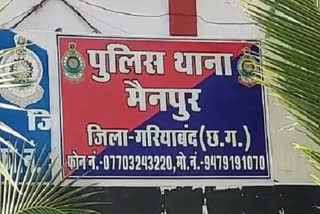 पुलिस थाना
मैनपुर
जिला-गरियाबंद(छ.ग.)
फोन नं.-07703243220,मो.नं.-9479191070